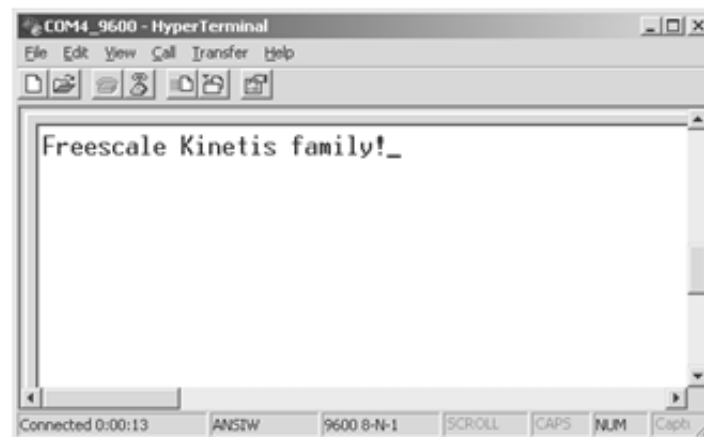 COM4_9600 - HyperTerminal
File Edit View Call Transfer Help
Freescale Kinetis family!_
Connected 0:00:13 ANSIW 9600 8-N-1 SCROLL CAPS NUM